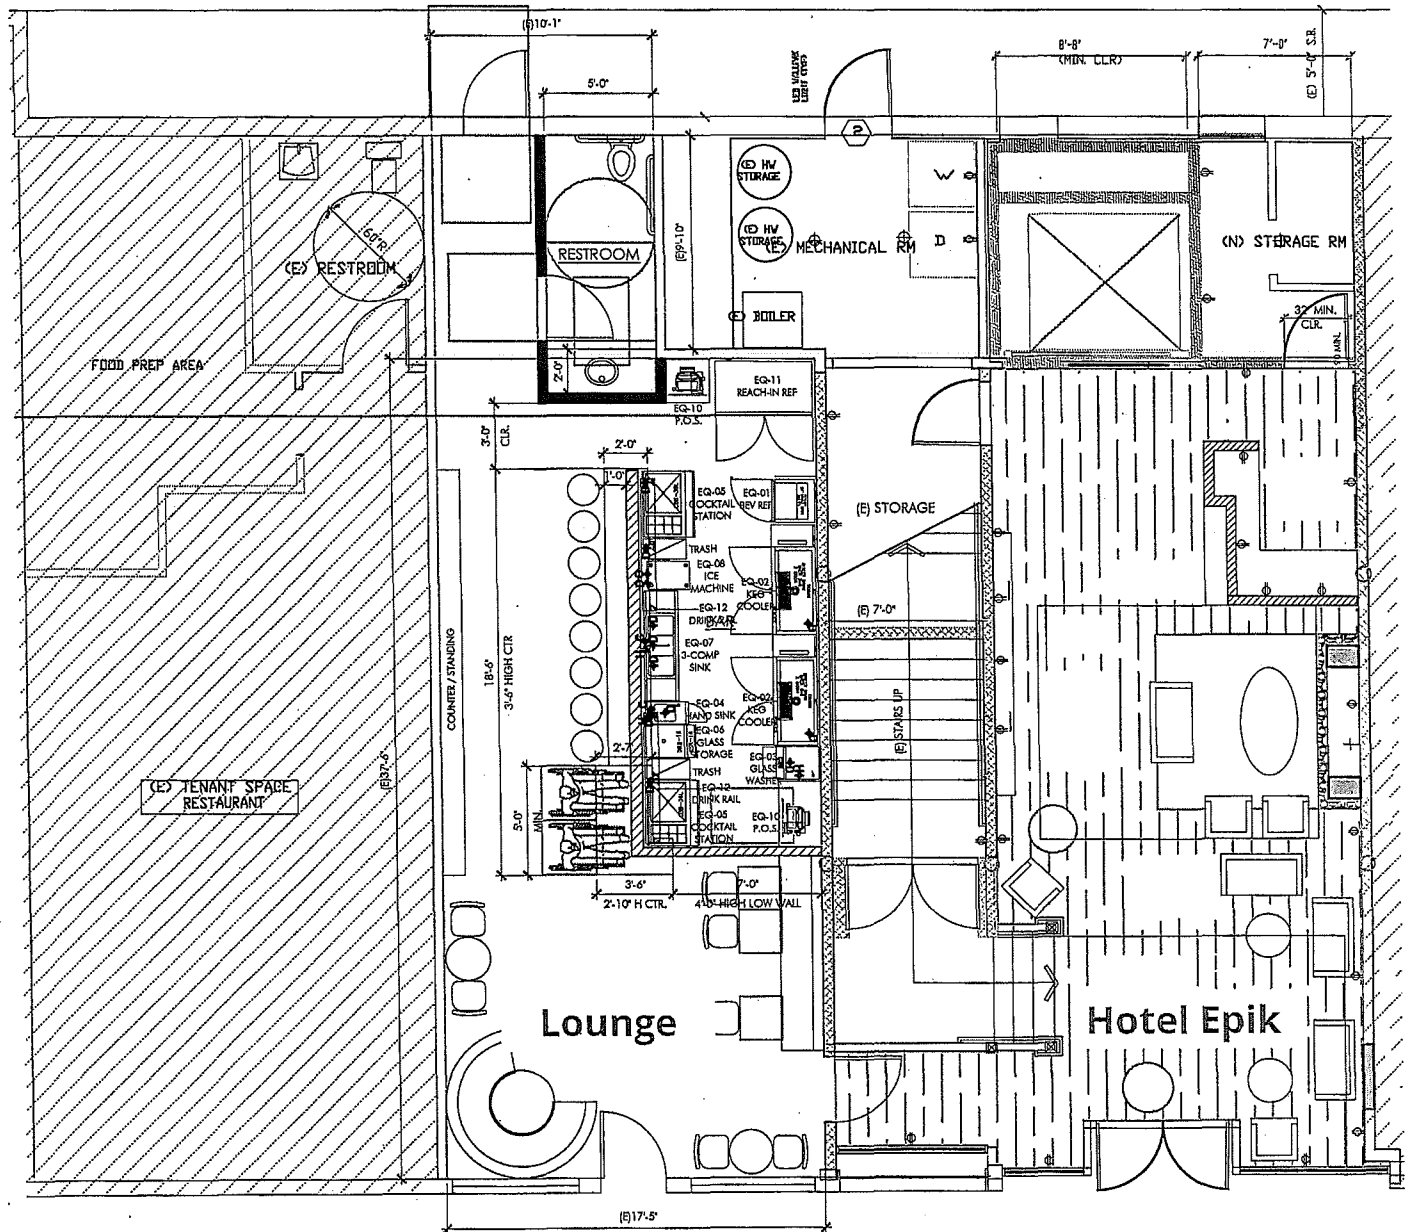 (E)10'-1"
5'-0"
8'-8"
(MIN. CLR)
7'-0"
(E) 5'-0" S.R.
2
(E) HW
STORAGE
W
60"R.
(E) HW
STORAGE
(E) RESTROOM
RESTROOM
(E)9'-10"
(E) MECHANICAL RM
D
(N) STORAGE RM
(E) BOILER
32" MIN.
CLR.
FOOD PREP AREA
2'-0"
EQ-11
REACH-IN REF
EQ-10
P.O.S.
3'-0"
CLR.
2'-0"
1'-0"
EQ-05
COCKTAIL
STATION
EQ-01
BEV REF
(E) STORAGE
TRASH
EQ-08
ICE
MACHINE
EQ-02
KEG
COOLER
EQ-12
DRINK RAIL
(E) 7'-0"
EQ-07
3-COMP
SINK
COUNTER / STANDING
18'-6"
3'-6" HIGH CTR
EQ-04
HAND SINK
EQ-02
KEG
COOLER
(E) STAIRS UP
EQ-06
GLASS
STORAGE
2'-7"
EQ-03
GLASS
WASHER
TRASH
(E)37'-6"
(E) TENANT SPACE
RESTAURANT
EQ-12
DRINK RAIL
5'-0"
MIN.
EQ-05
COCKTAIL
STATION
EQ-10
P.O.S.
3'-6"
2'-10" H CTR.
7'-0"
4'-0" HIGH LOW WALL
Lounge
Hotel Epik
(E)17'-5"